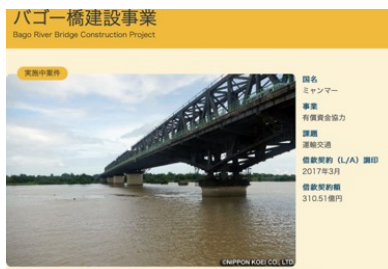 バゴー橋建設事業
Bago River Bridge Construction Project
実施中案件
国名
ミャンマー
事業
有償資金協力
課題
運輸交通
借款契約（L/A）調印
2017年3月
借款契約額
310.51億円
©NIPPON KOEI CO., LTD